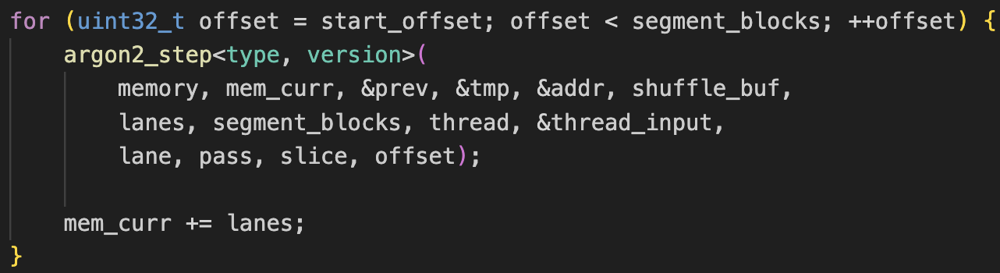 for (uint32_t offset = start_offset; offset < segment_blocks; ++offset) {
argon2_step<type, version>(
memory, mem_curr, &prev, &tmp, &addr, shuffle_buf,
lanes, segment_blocks, thread, &thread_input,
lane, pass, slice, offset);
mem_curr += lanes;
}